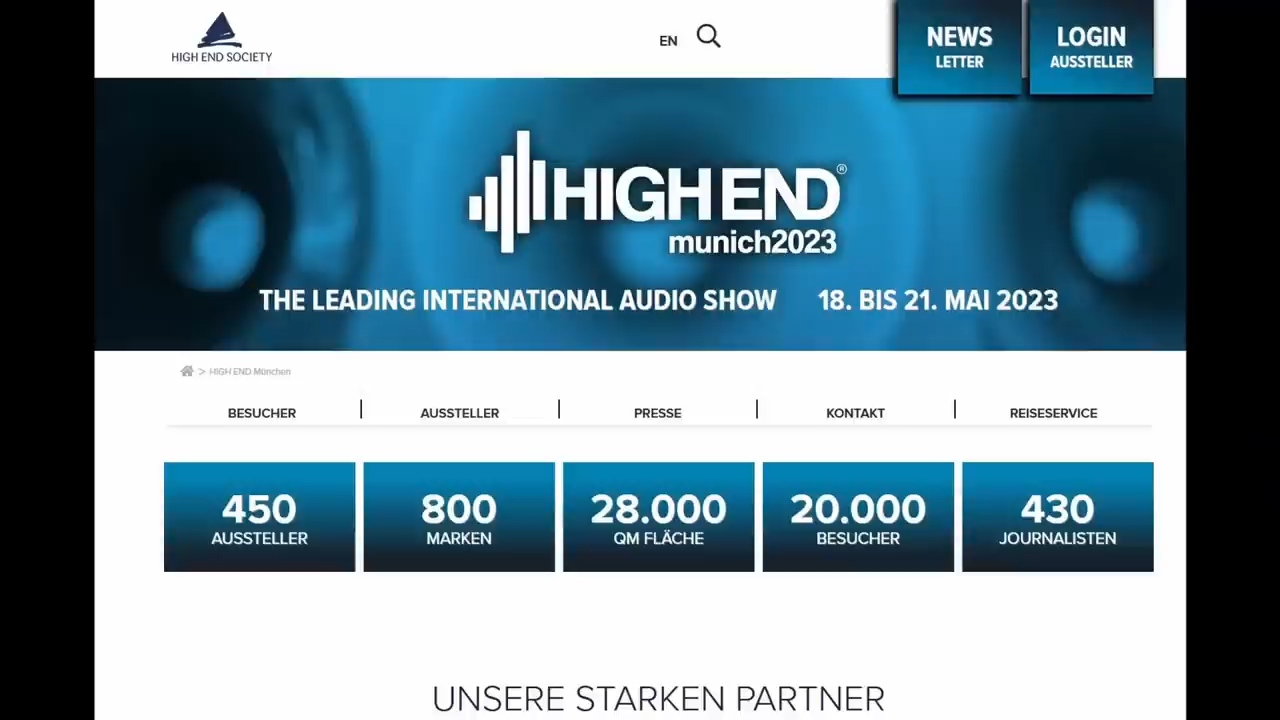 HIGH END SOCIETY
EN
NEWS
LETTER
LOGIN
AUSSTELLER
HIGH END®
munich2023
THE LEADING INTERNATIONAL AUDIO SHOW 18. BIS 21. MAI 2023
> HIGH END München
BESUCHER
AUSSTELLER
PRESSE
KONTAKT
REISESERVICE
450
AUSSTELLER
800
MARKEN
28.000
QM FLÄCHE
20.000
BESUCHER
430
JOURNALISTEN
UNSERE STARKEN PARTNER